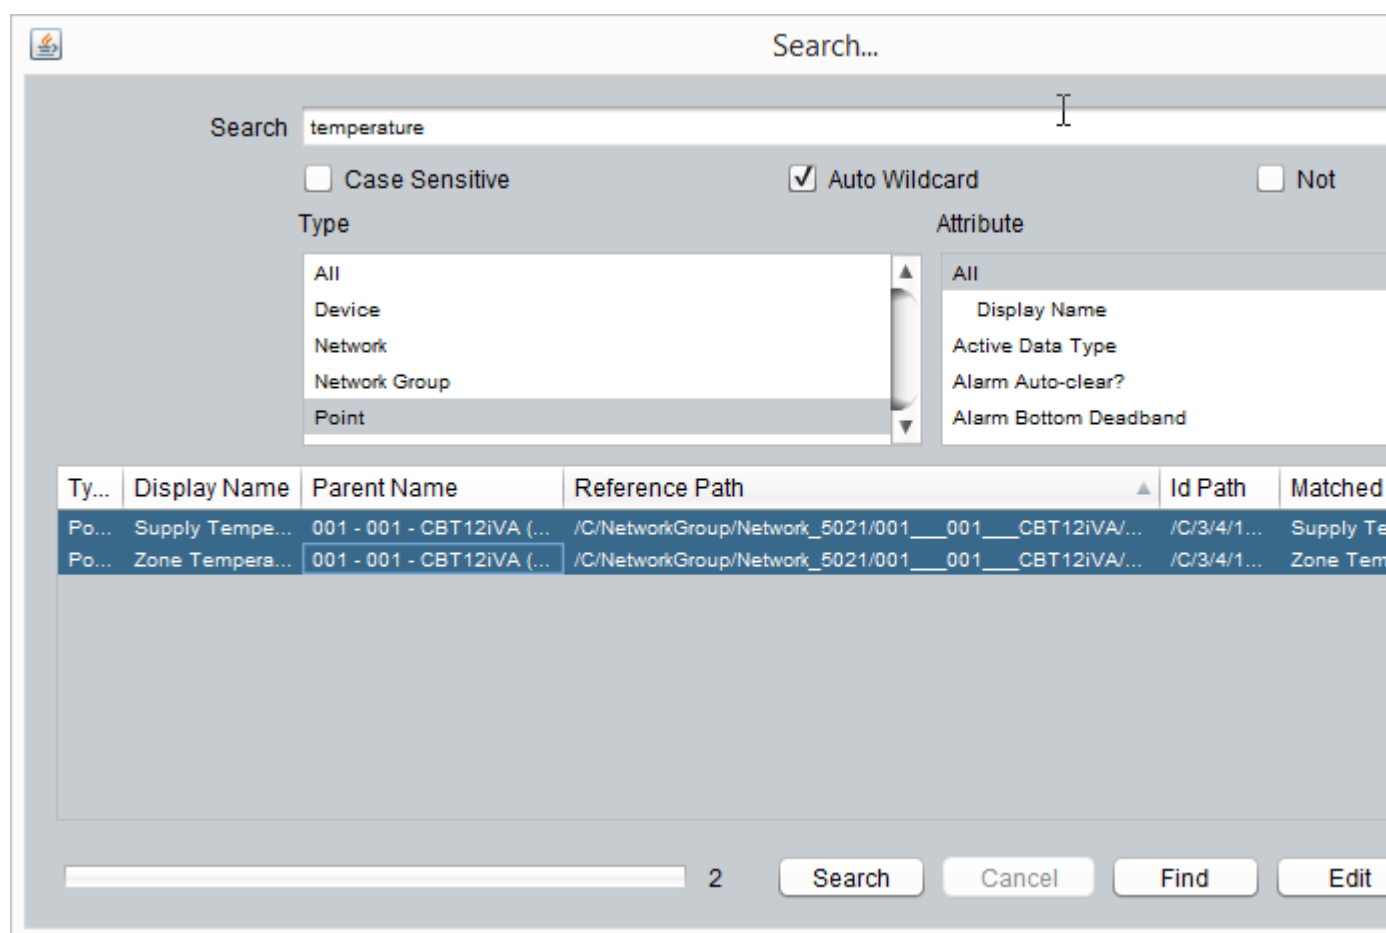 Search...
Search temperature
Case Sensitive Auto Wildcard Not
Type Attribute
All All
Device Display Name
Network Active Data Type
Network Group Alarm Auto-clear?
Point Alarm Bottom Deadband
Ty... Display Name Parent Name Reference Path Id Path Matched
Po... Supply Tempe... 001 - 001 - CBT12iVA (... /C/NetworkGroup/Network_5021/001___001___CBT12iVA/... /C/3/4/1... Supply Te
Po... Zone Tempera... 001 - 001 - CBT12iVA (... /C/NetworkGroup/Network_5021/001___001___CBT12iVA/... /C/3/4/1... Zone Tem
2 Search Cancel Find Edit